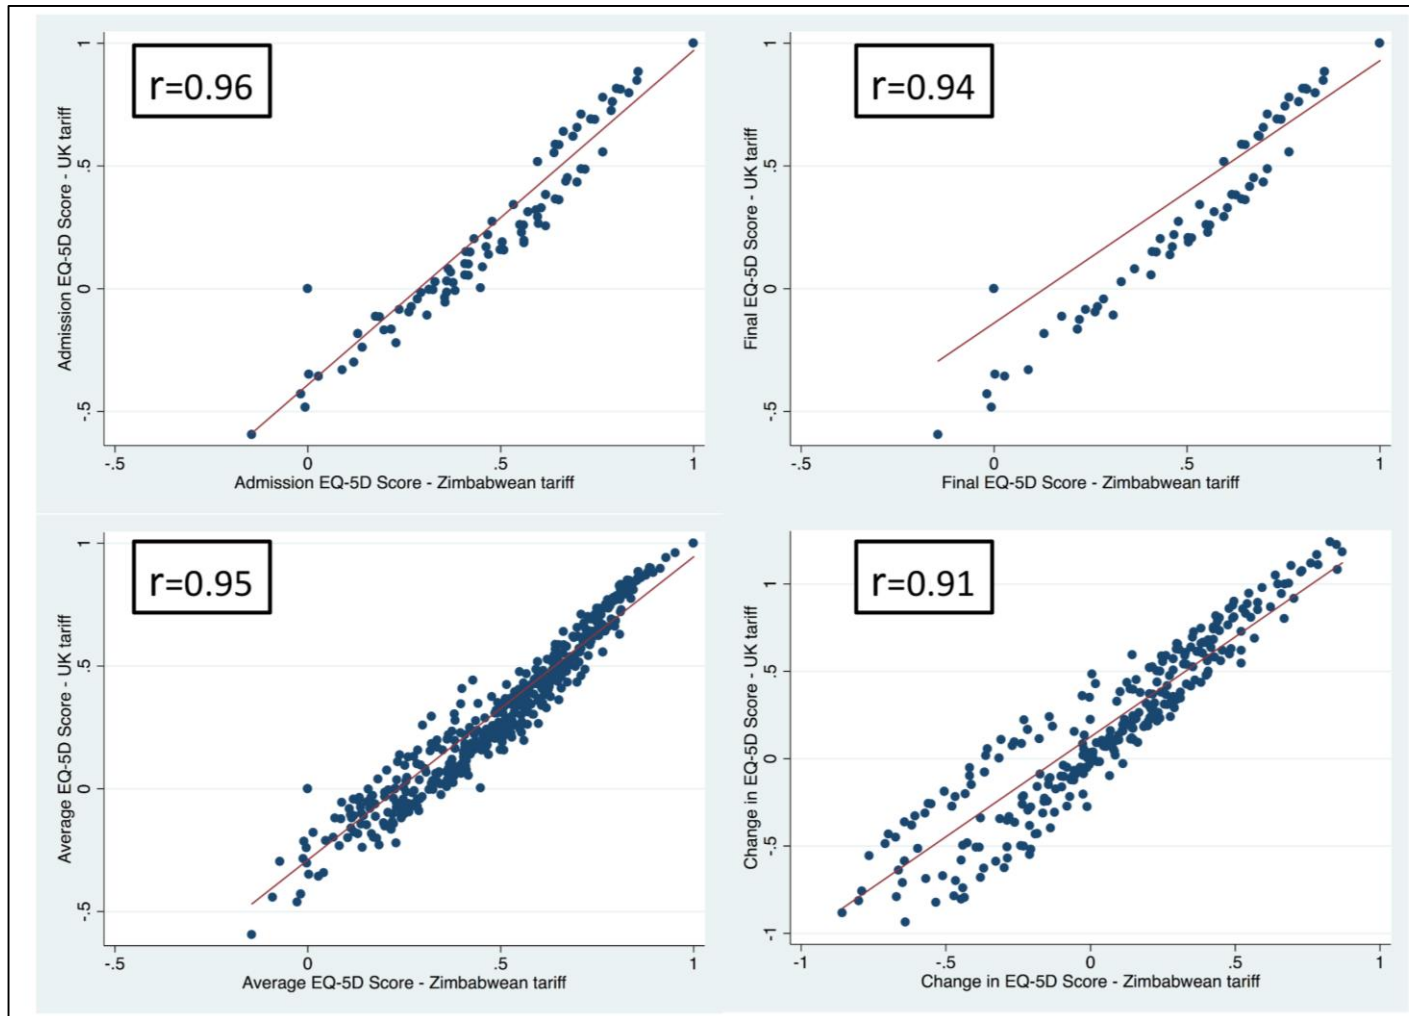 r=0.96
Admission EQ-5D Score - UK tariff
1
.5
0
-.5
-.5
0
.5
1
Admission EQ-5D Score - Zimbabwean tariff
r=0.94
Final EQ-5D Score - UK tariff
1
.5
0
-.5
-.5
0
.5
1
Final EQ-5D Score - Zimbabwean tariff
r=0.95
Average EQ-5D Score - UK tariff
1
.5
0
-.5
-.5
0
.5
1
Average EQ-5D Score - Zimbabwean tariff
r=0.91
Change in EQ-5D Score - UK tariff
1
.5
0
-.5
-1
-1
-.5
0
.5
1
Change in EQ-5D Score - Zimbabwean tariff